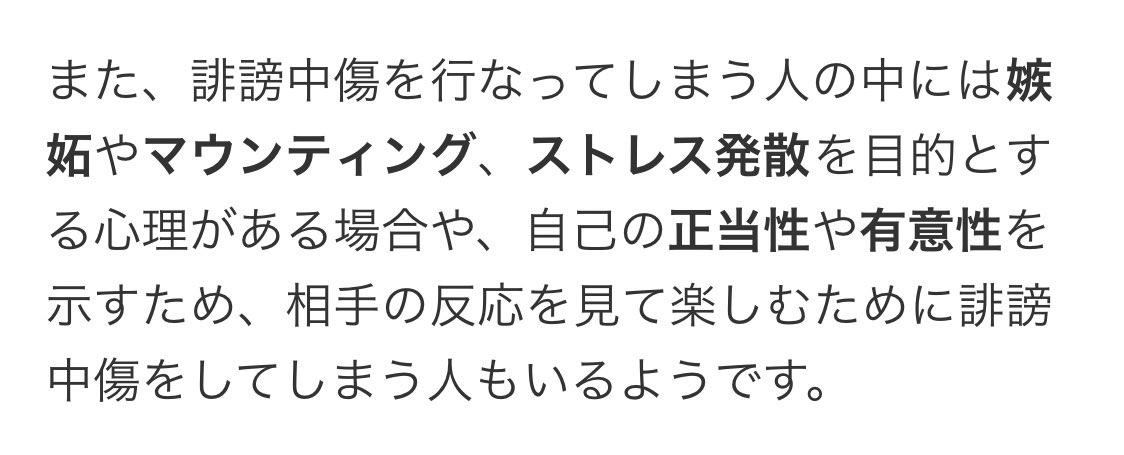 また、誹謗中傷を行なってしまう人の中には嫉
妬やマウンティング、ストレス発散を目的とす
る心理がある場合や、自己の正当性や有意性を
示すため、相手の反応を見て楽しむために誹謗
中傷をしてしまう人もいるようです。